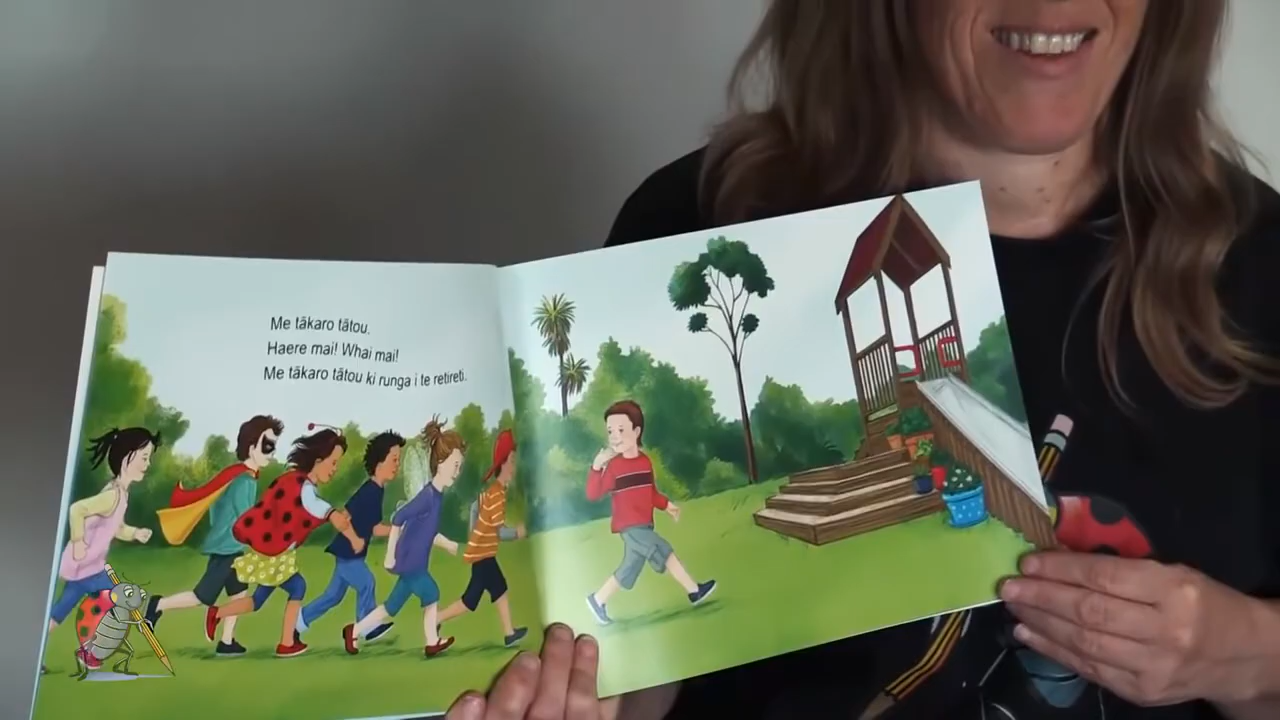 Me tākaro tātou.
Haere mai! Whai mai!
Me tākaro tātou ki runga i te retireti.